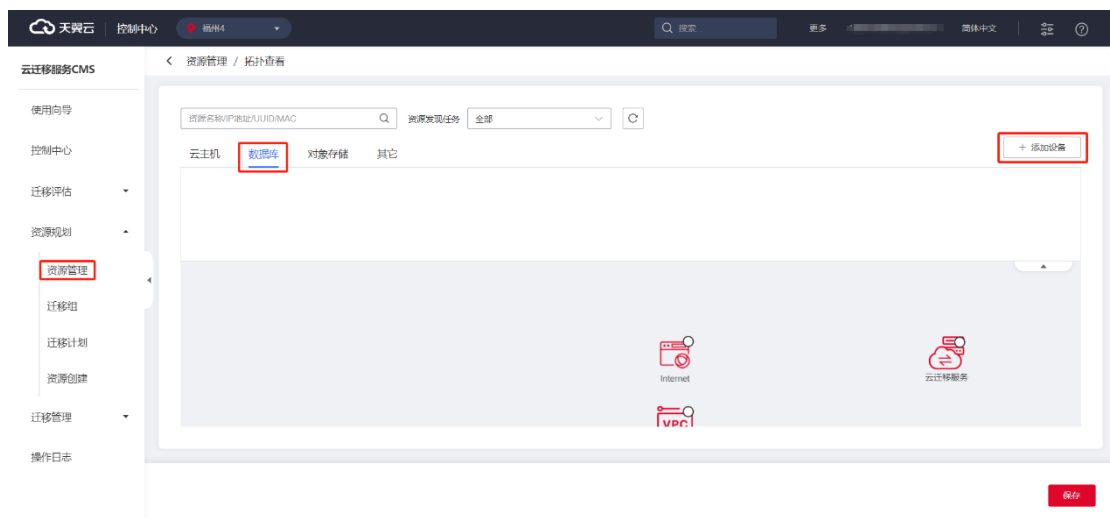 天翼云 控制中心 福州4 搜索... 更多 简体中文
云迁移服务CMS
资源管理 / 拓扑查看
使用向导
控制中心
迁移评估
资源规划
资源管理
迁移组
迁移计划
资源创建
迁移管理
操作日志
资源名称/IP地址/UUID/MAC 资源发现任务 全部
云主机 数据库 对象存储 其它 + 添加设备
Internet 云迁移服务
VPC
保存